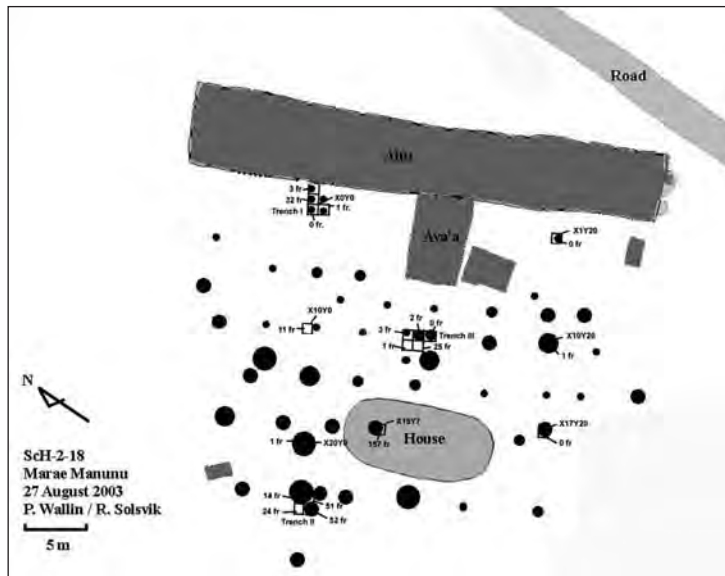 Road
Ahu
3 fr
22 fr X0Y0
Trench I 1 fr.
0 fr.
Ava'a
X1Y20
0 fr
X10Y0
11 fr
2 fr 0 fr
3 fr Trench III
1 fr 25 fr
X10Y20
1 fr
N
X15Y7
House
157 fr
X17Y20
0 fr
1 fr X20Y0
ScH-2-18
Marae Manunu
27 August 2003
P. Wallin / R. Solsvik
5 m
14 fr 51 fr
24 fr Trench II 52 fr